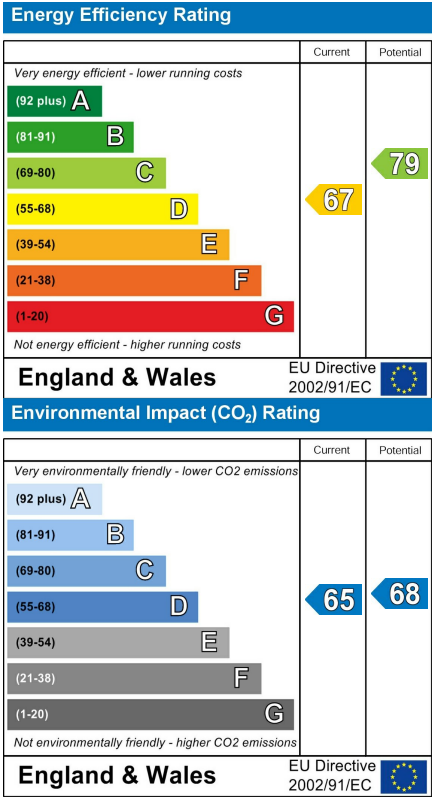 Energy Efficiency Rating
Current Potential
Very energy efficient - lower running costs
(92 plus) A
(81-91) B
(69-80) C
(55-68) D
(39-54) E
(21-38) F
(1-20) G
67
79
Not energy efficient - higher running costs
England & Wales
EU Directive
2002/91/EC
Environmental Impact (CO₂) Rating
Current Potential
Very environmentally friendly - lower CO2 emissions
(92 plus) A
(81-91) B
(69-80) C
(55-68) D
(39-54) E
(21-38) F
(1-20) G
65
68
Not environmentally friendly - higher CO2 emissions
England & Wales
EU Directive
2002/91/EC